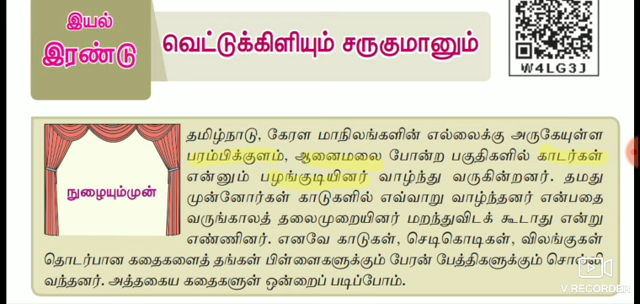 இயல்
இரண்டு
வெட்டுக்கிளியும் சருகுமானும்
W4LG3J
நுழையும்முன்
தமிழ்நாடு, கேரள மாநிலங்களின் எல்லைக்கு அருகேயுள்ள
பரம்பிக்குளம், ஆனைமலை போன்ற பகுதிகளில் காடர்கள்
என்னும் பழங்குடியினர் வாழ்ந்து வருகின்றனர். தமது
முன்னோர்கள் காடுகளில் எவ்வாறு வாழ்ந்தனர் என்பதை
வருங்காலத் தலைமுறையினர் மறந்துவிடக் கூடாது என்று
எண்ணினர். எனவே காடுகள், செடிகொடிகள், விலங்குகள்
தொடர்பான கதைகளைத் தங்கள் பிள்ளைகளுக்கும் பேரன் பேத்திகளுக்கும் சொல்லி
வந்தனர். அத்தகைய கதைகளுள் ஒன்றைப் படிப்போம்.
V.RECORDER